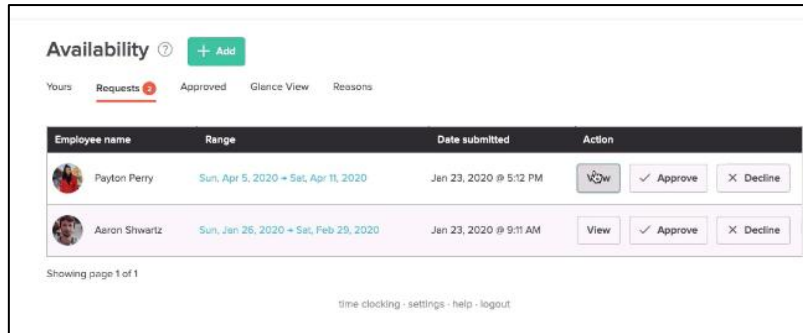 Availability ? + Add
Yours Requests 2 Approved Glance View Reasons
Employee name Range Date submitted Action
Payton Perry Sun, Apr 5, 2020 → Sat, Apr 11, 2020 Jan 23, 2020 @ 5:12 PM View ✓ Approve ✕ Decline
Aaron Shwartz Sun, Jan 26, 2020 → Sat, Feb 29, 2020 Jan 23, 2020 @ 9:11 AM View ✓ Approve ✕ Decline
Showing page 1 of 1
time clocking - settings - help - logout